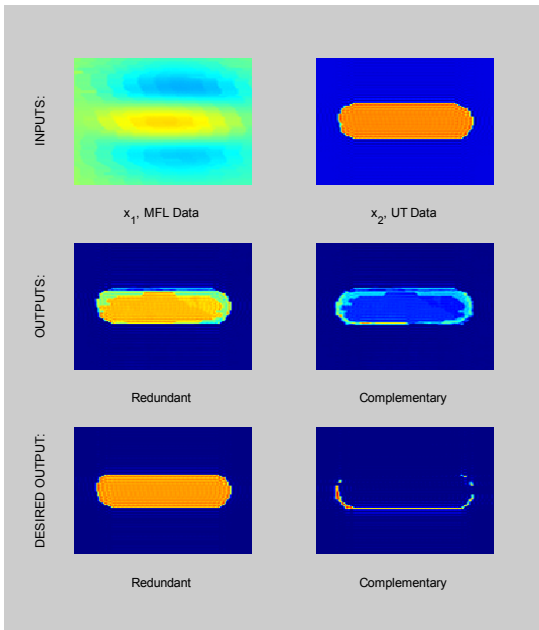 INPUTS:
x1, MFL Data
x2, UT Data
OUTPUTS:
Redundant
Complementary
DESIRED OUTPUT:
Redundant
Complementary